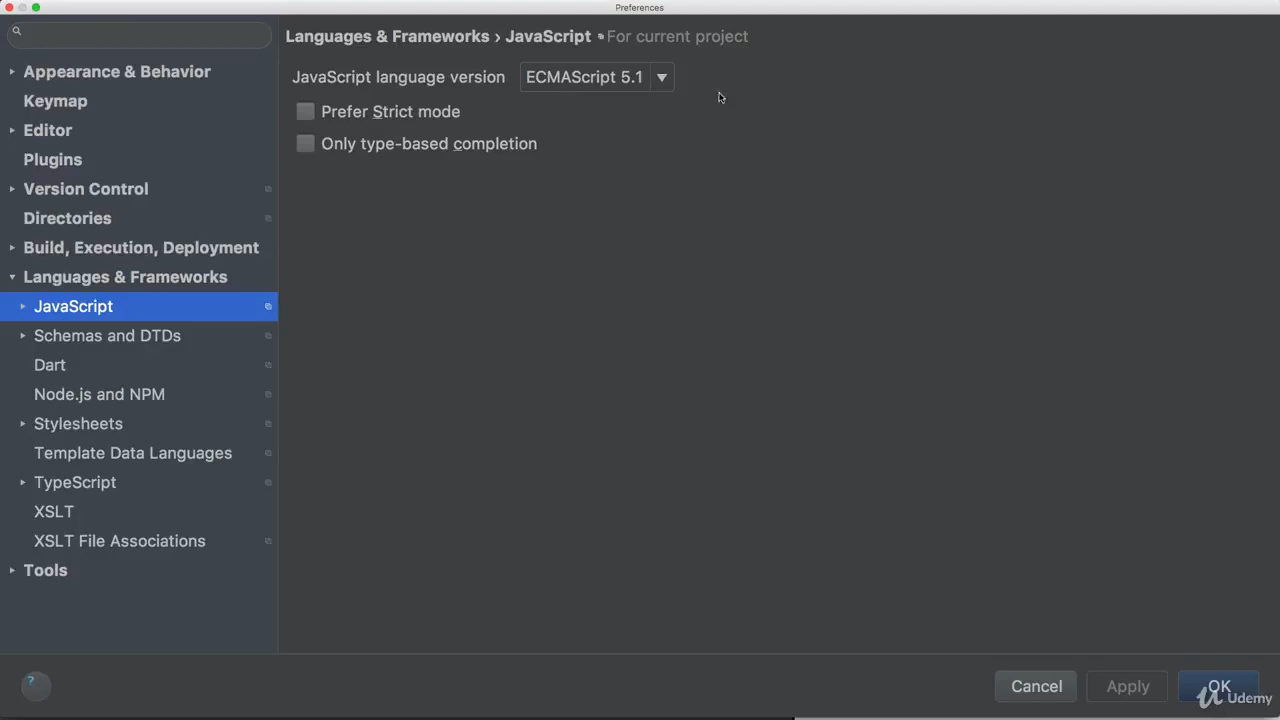 Preferences
Languages & Frameworks › JavaScript For current project
JavaScript language version ECMAScript 5.1
Prefer Strict mode
Only type-based completion
Appearance & Behavior
Keymap
Editor
Plugins
Version Control
Directories
Build, Execution, Deployment
Languages & Frameworks
JavaScript
Schemas and DTDs
Dart
Node.js and NPM
Stylesheets
Template Data Languages
TypeScript
XSLT
XSLT File Associations
Tools
?
Cancel
Apply
OK
Udemy